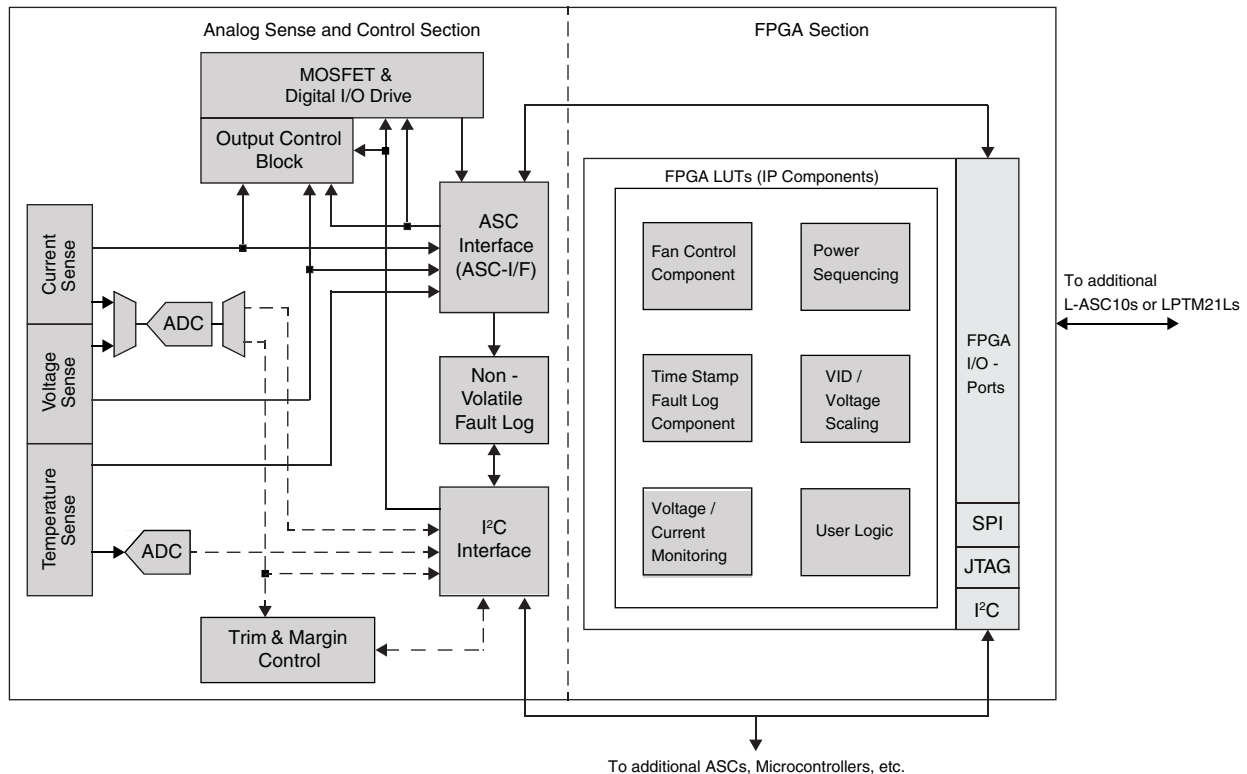 Analog Sense and Control Section
FPGA Section
MOSFET &
Digital I/O Drive
Output Control
Block
Current
Sense
Voltage
Sense
Temperature
Sense
ADC
ADC
ASC
Interface
(ASC-I/F)
Non -
Volatile
Fault Log
I²C
Interface
Trim & Margin
Control
FPGA LUTs (IP Components)
Fan Control
Component
Power
Sequencing
Time Stamp
Fault Log
Component
VID /
Voltage
Scaling
Voltage /
Current
Monitoring
User Logic
FPGA
I/O -
Ports
SPI
JTAG
I²C
To additional
L-ASC10s or LPTM21Ls
To additional ASCs, Microcontrollers, etc.